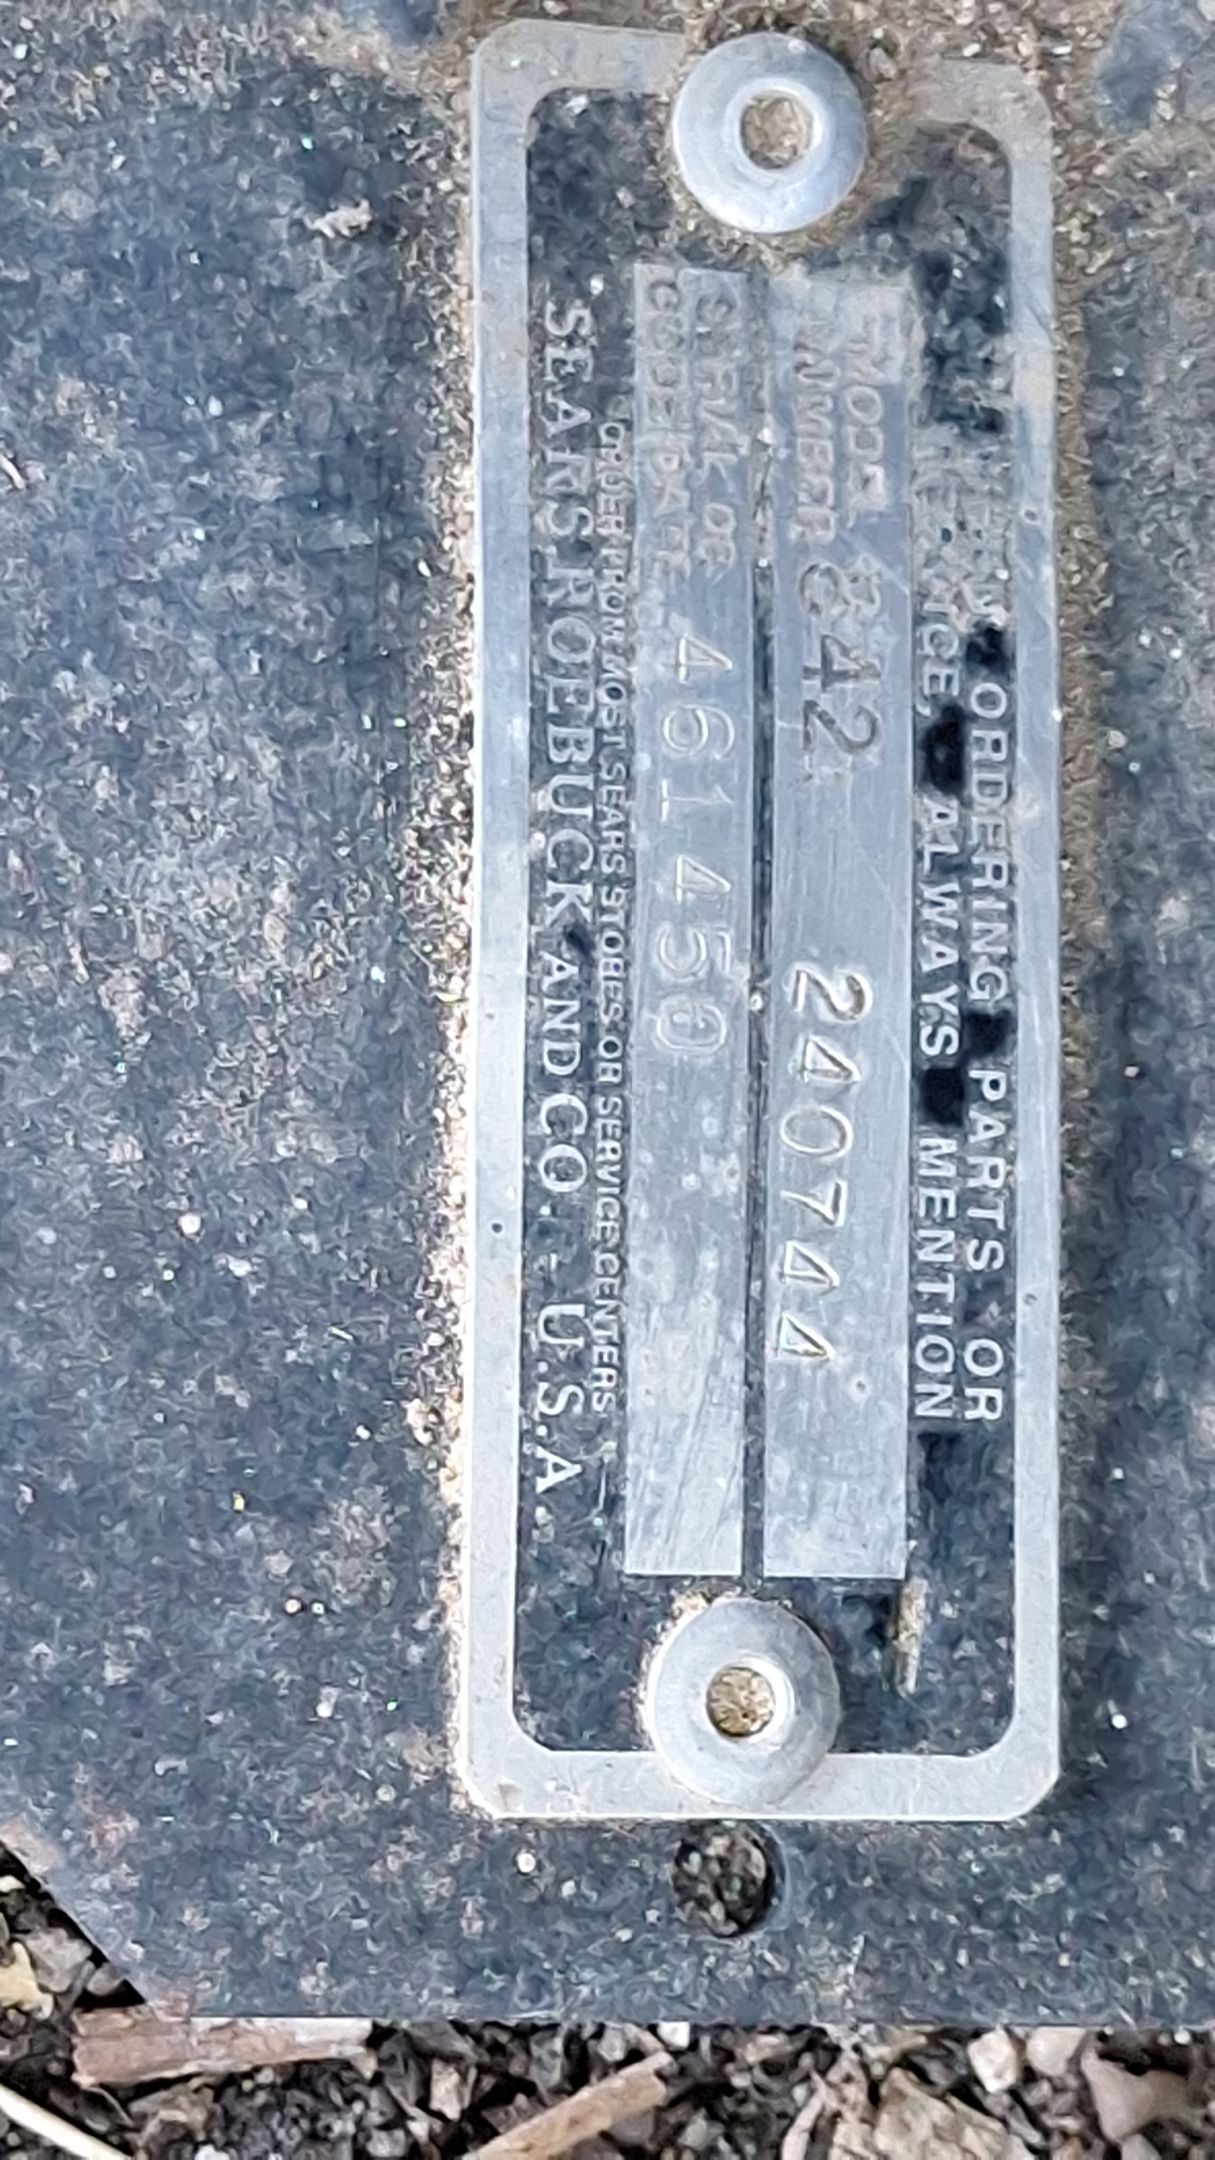 ORDERING PARTS OR
SERVICE ALWAYS MENTION
MODEL
NUMBER 842 240744
SERIAL OR
CODE DATE 461450
ORDER FROM MOST SEARS STORES OR SERVICE CENTERS
SEARS ROEBUCK AND CO - U.S.A.